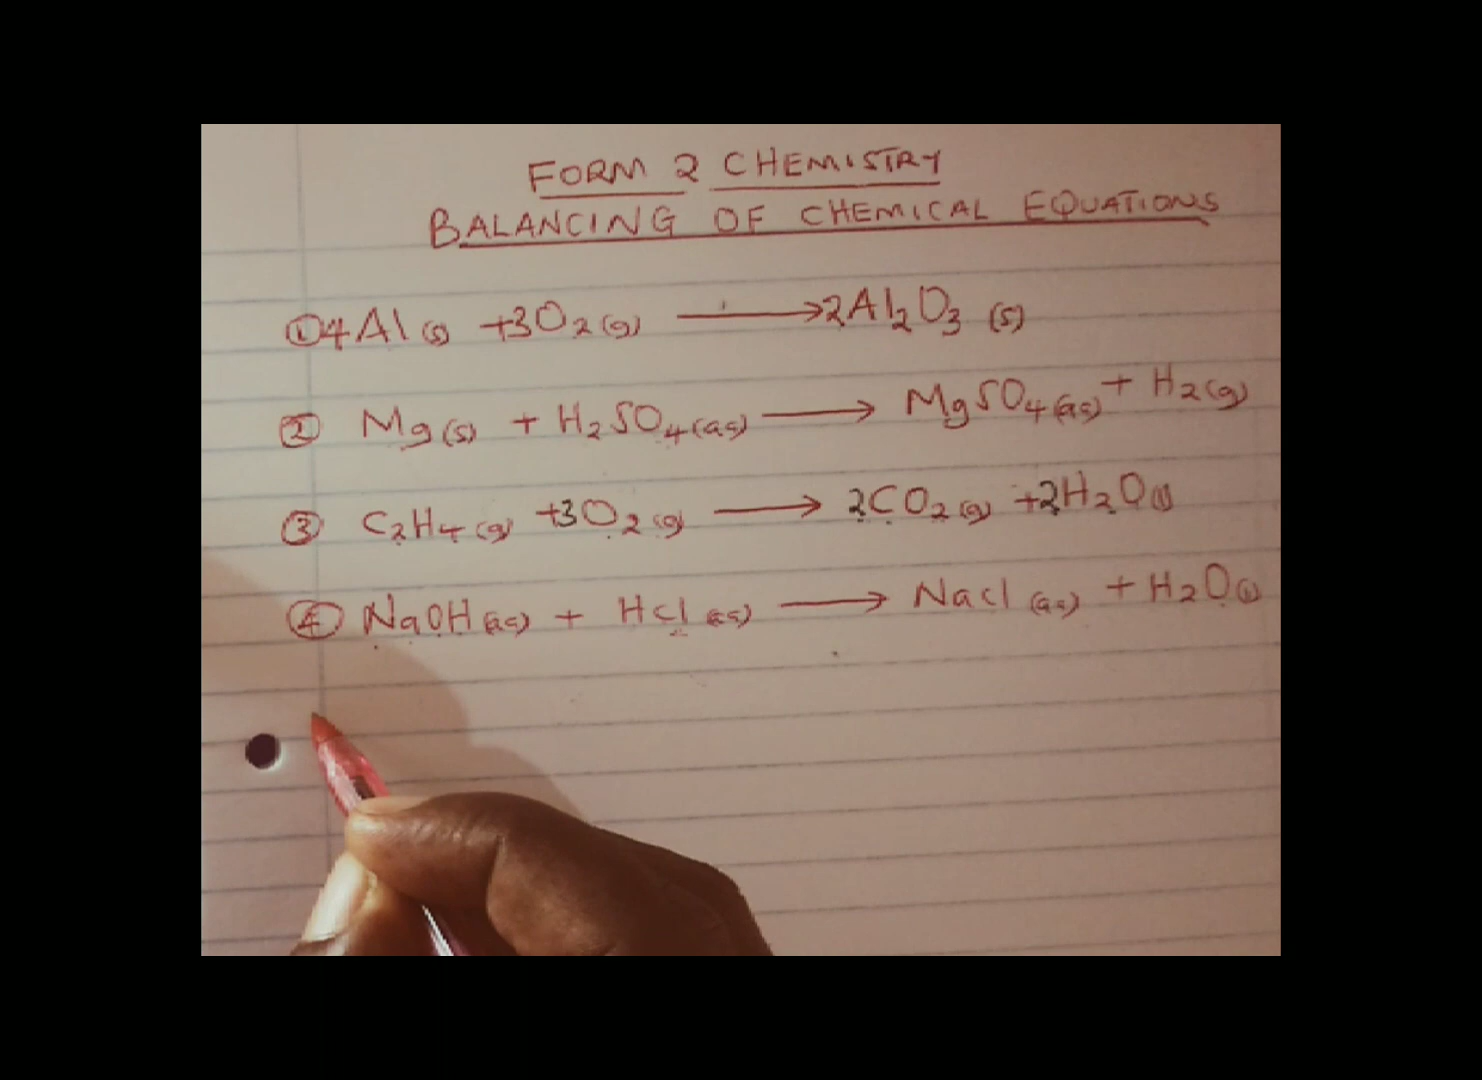 FORM 2 CHEMISTRY
BALANCING OF CHEMICAL EQUATIONS
① 4Al(s) + 3O₂(g) ⟶ 2Al₂O₃(s)
② Mg(s) + H₂SO₄(aq) ⟶ MgSO₄(aq) + H₂(g)
③ C₂H₄(g) + 3O₂(g) ⟶ 2CO₂(g) + 2H₂O(l)
④ NaOH(aq) + HCl(aq) ⟶ NaCl(aq) + H₂O(l)